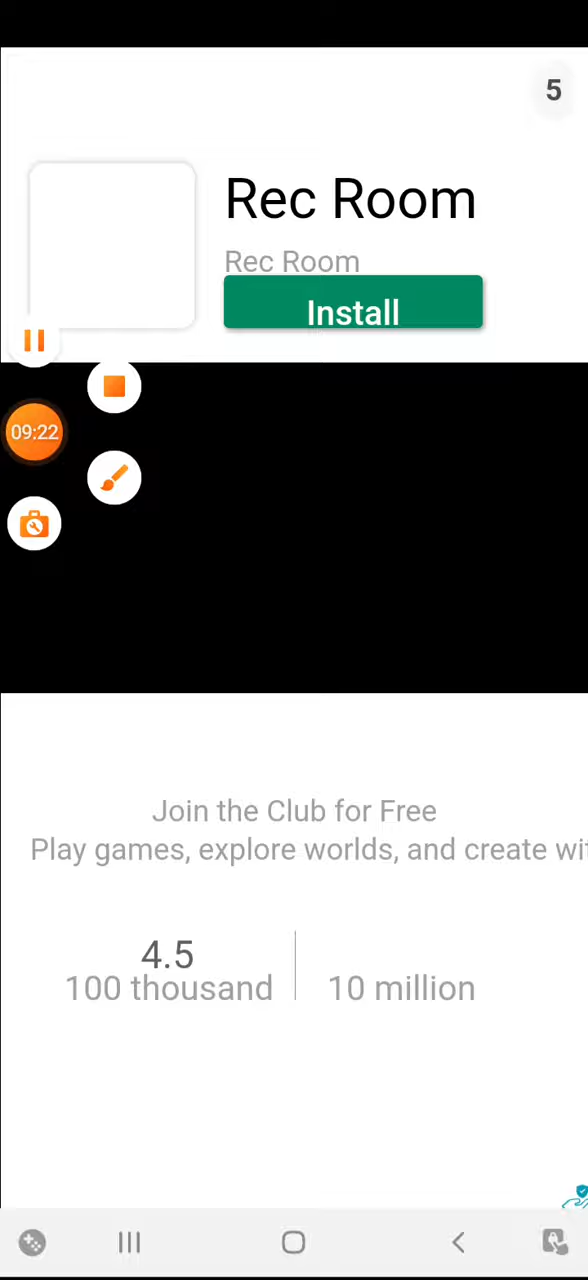 5
Rec Room
Rec Room
Install
09:22
Join the Club for Free
Play games, explore worlds, and create wi
4.5
100 thousand
10 million